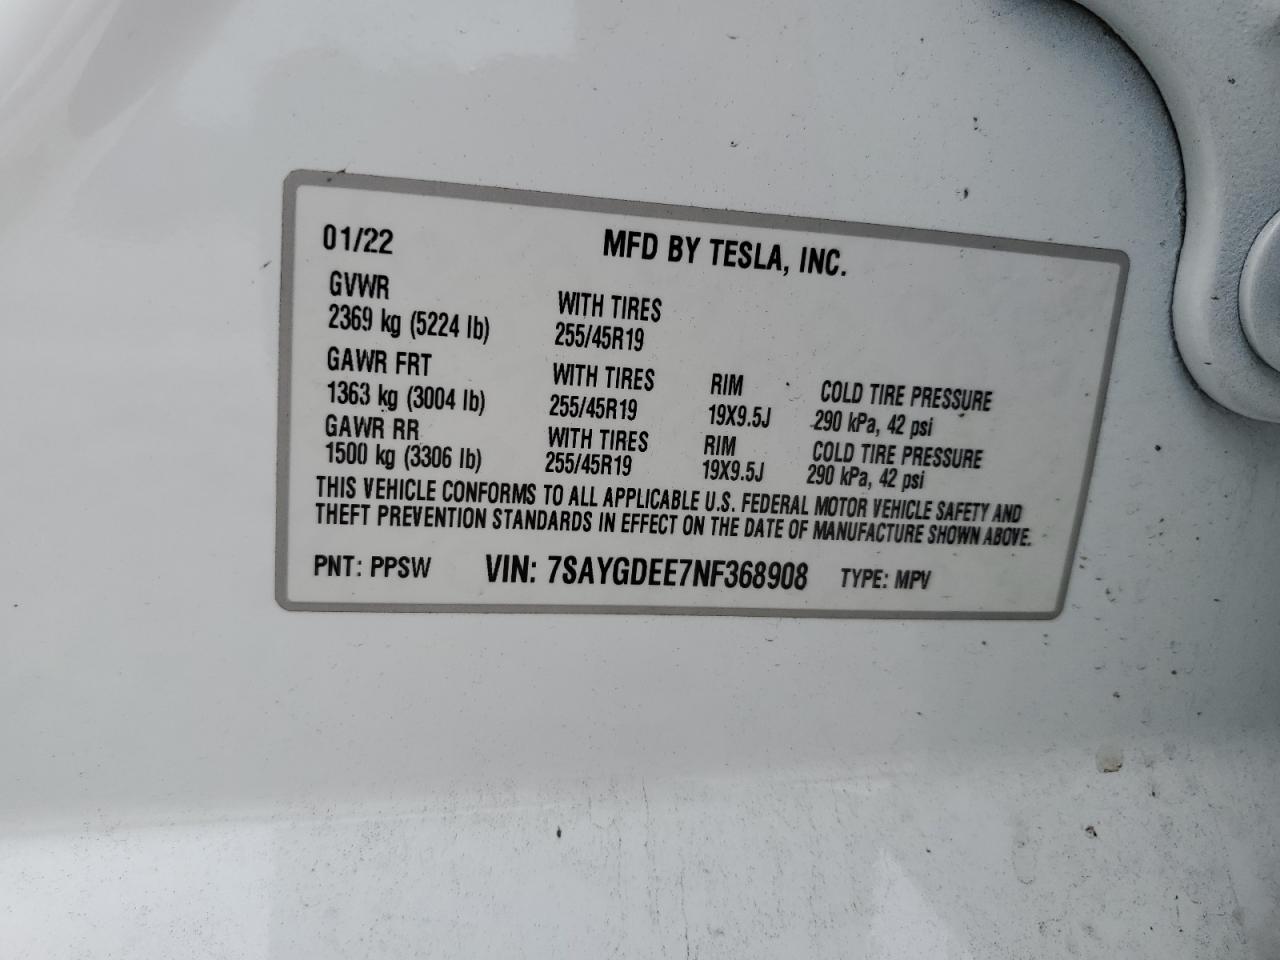 01/22 MFD BY TESLA, INC.
GVWR WITH TIRES
2369 kg (5224 lb) 255/45R19
GAWR FRT WITH TIRES RIM COLD TIRE PRESSURE
1363 kg (3004 lb) 255/45R19 19X9.5J 290 kPa, 42 psi
GAWR RR WITH TIRES RIM COLD TIRE PRESSURE
1500 kg (3306 lb) 255/45R19 19X9.5J 290 kPa, 42 psi
THIS VEHICLE CONFORMS TO ALL APPLICABLE U.S. FEDERAL MOTOR VEHICLE SAFETY AND
THEFT PREVENTION STANDARDS IN EFFECT ON THE DATE OF MANUFACTURE SHOWN ABOVE.
PNT: PPSW VIN: 7SAYGDEE7NF368908 TYPE: MPV